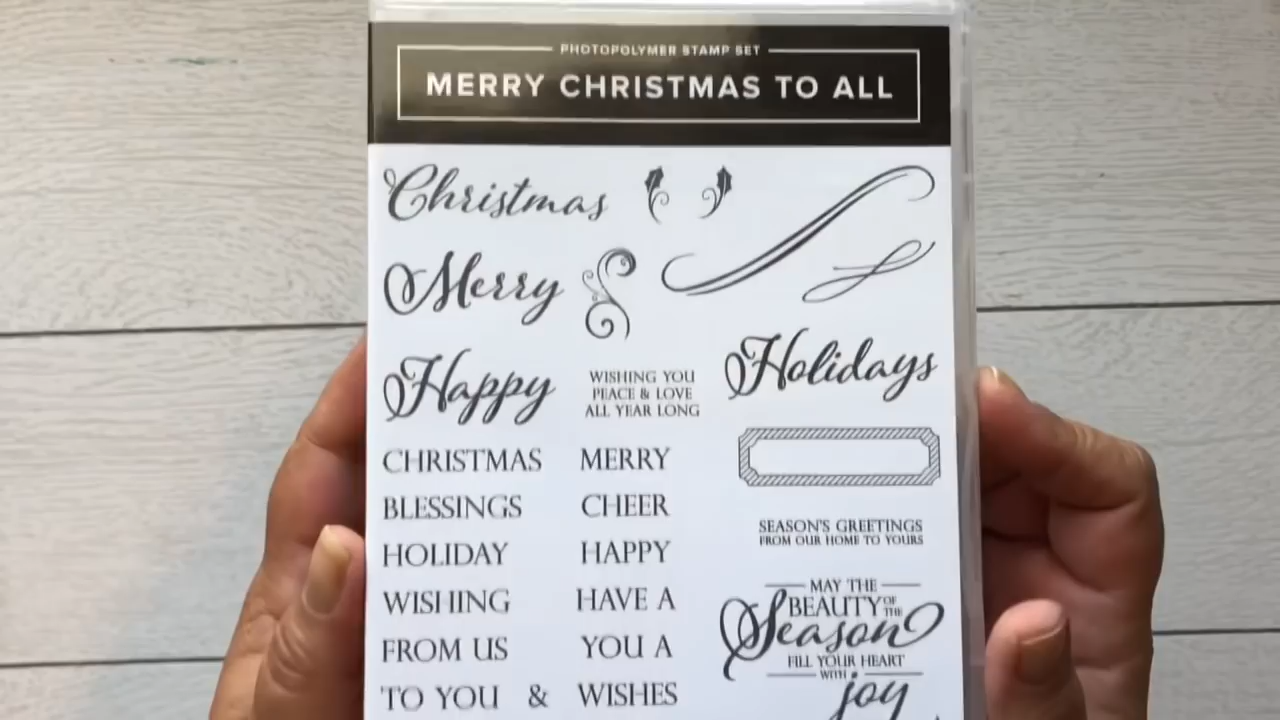 PHOTOPOLYMER STAMP SET
MERRY CHRISTMAS TO ALL
Christmas
Merry
Happy
WISHING YOU
PEACE & LOVE
ALL YEAR LONG
Holidays
CHRISTMAS MERRY
BLESSINGS CHEER
HOLIDAY HAPPY
WISHING HAVE A
FROM US YOU A
TO YOU & WISHES
SEASON'S GREETINGS
FROM OUR HOME TO YOURS
MAY THE
BEAUTY OF THE
Season
FILL YOUR HEART
WITH
joy